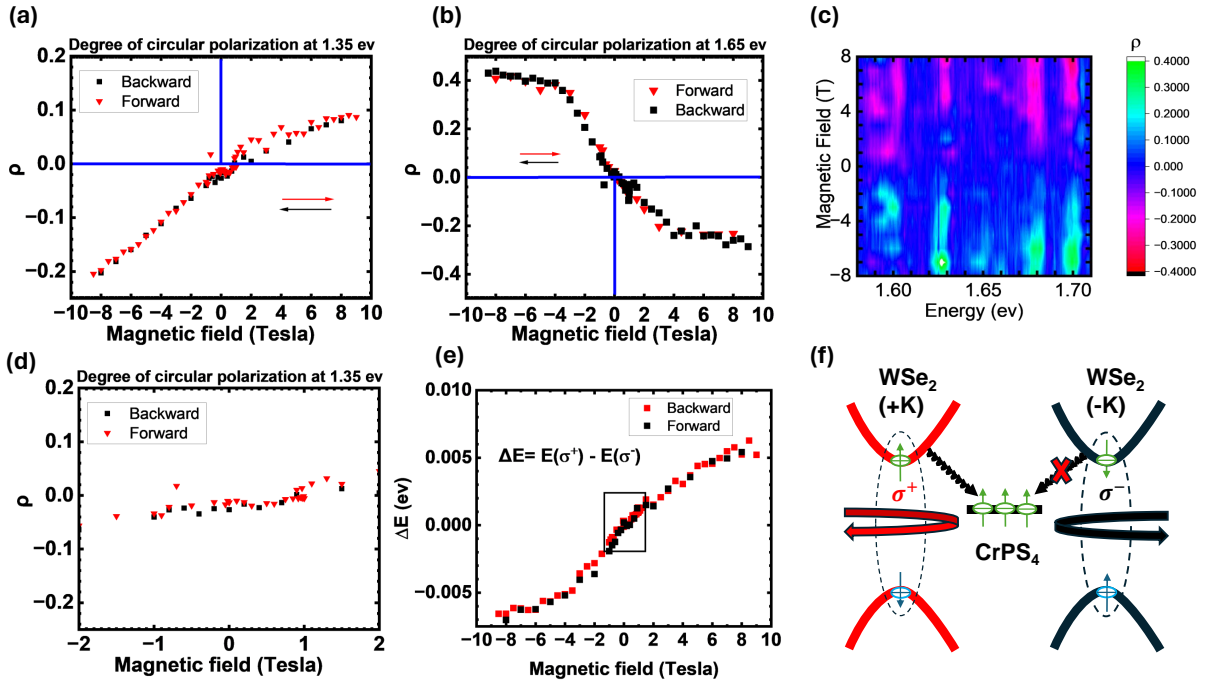 (a)
Degree of circular polarization at 1.35 ev
0.2
0.1
0.0
−0.1
−0.2
ρ
Backward
Forward
−10 −8 −6 −4 −2 0 2 4 6 8 10
Magnetic field (Tesla)
(b)
Degree of circular polarization at 1.65 ev
0.6
0.4
0.2
0.0
−0.2
−0.4
ρ
Forward
Backward
−10 −8 −6 −4 −2 0 2 4 6 8 10
Magnetic field (Tesla)
(c)
8
4
0
−4
−8
Magnetic Field (T)
1.60 1.65 1.70
Energy (ev)
ρ
0.4000
0.3000
0.2000
0.1000
0.000
−0.1000
−0.2000
−0.3000
−0.4000
(d)
Degree of circular polarization at 1.35 ev
0.2
0.1
0.0
−0.1
−0.2
ρ
Backward
Forward
−2 −1 0 1 2
Magnetic field (Tesla)
(e)
0.010
0.005
0.000
−0.005
ΔE (ev)
Backward
Forward
ΔE= E(σ⁺) - E(σ⁻)
−10 −8 −6 −4 −2 0 2 4 6 8 10
Magnetic field (Tesla)
(f)
WSe₂
(+K)
WSe₂
(-K)
σ⁺
X
σ⁻
CrPS₄